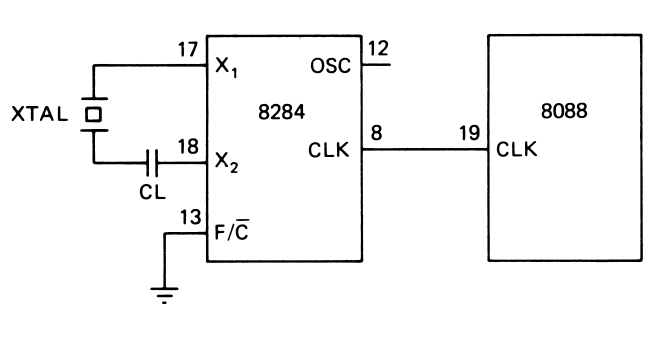 17 X1 OSC 12
XTAL 8284 8088
18 X2 CLK 8 19 CLK
CL
13 F/C̅